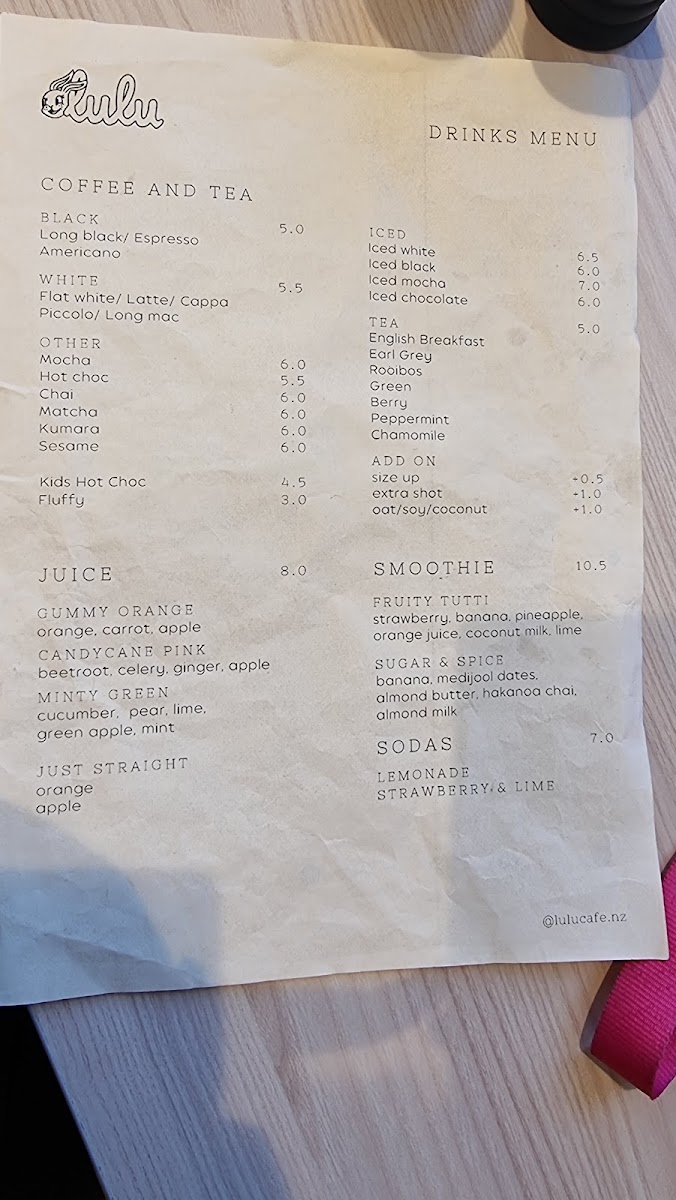 lulu
DRINKS MENU
COFFEE AND TEA
BLACK
Long black/ Espresso 5.0
Americano
WHITE
Flat white/ Latte/ Cappa 5.5
Piccolo/ Long mac
OTHER
Mocha 6.0
Hot choc 5.5
Chai 6.0
Matcha 6.0
Kumara 6.0
Sesame 6.0
Kids Hot Choc 4.5
Fluffy 3.0
ICED
Iced white 6.5
Iced black 6.0
Iced mocha 7.0
Iced chocolate 6.0
TEA 5.0
English Breakfast
Earl Grey
Rooibos
Green
Berry
Peppermint
Chamomile
ADD ON
size up +0.5
extra shot +1.0
oat/soy/coconut +1.0
JUICE 8.0
GUMMY ORANGE
orange, carrot, apple
CANDYCANE PINK
beetroot, celery, ginger, apple
MINTY GREEN
cucumber, pear, lime,
green apple, mint
JUST STRAIGHT
orange
apple
SMOOTHIE 10.5
FRUITY TUTTI
strawberry, banana, pineapple,
orange juice, coconut milk, lime
SUGAR & SPICE
banana, medijool dates,
almond butter, hakanoa chai,
almond milk
SODAS 7.0
LEMONADE
STRAWBERRY & LIME
@lulucafe.nz